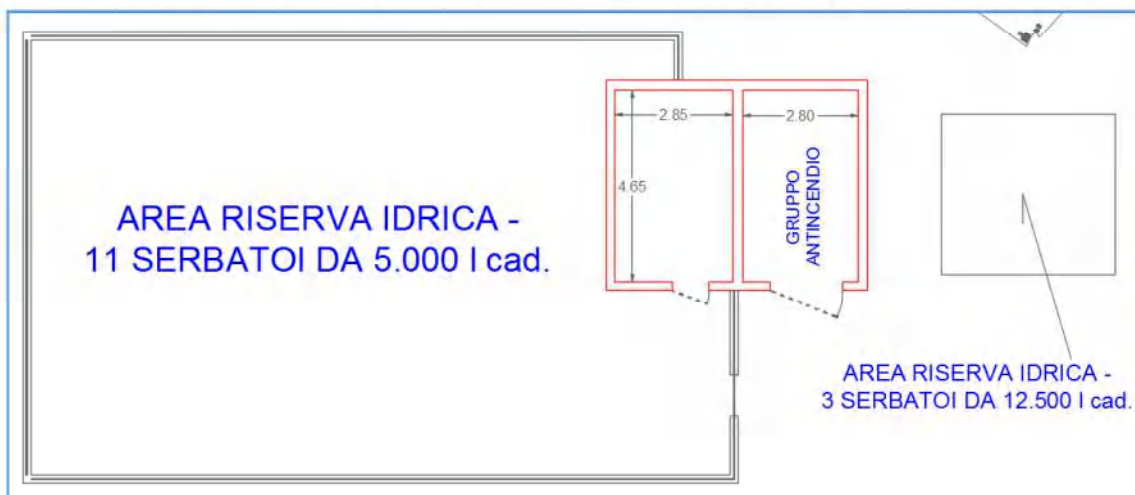 AREA RISERVA IDRICA -
11 SERBATOI DA 5.000 l cad.
2.85
4.65
2.80
GRUPPO
ANTINCENDIO
AREA RISERVA IDRICA -
3 SERBATOI DA 12.500 l cad.